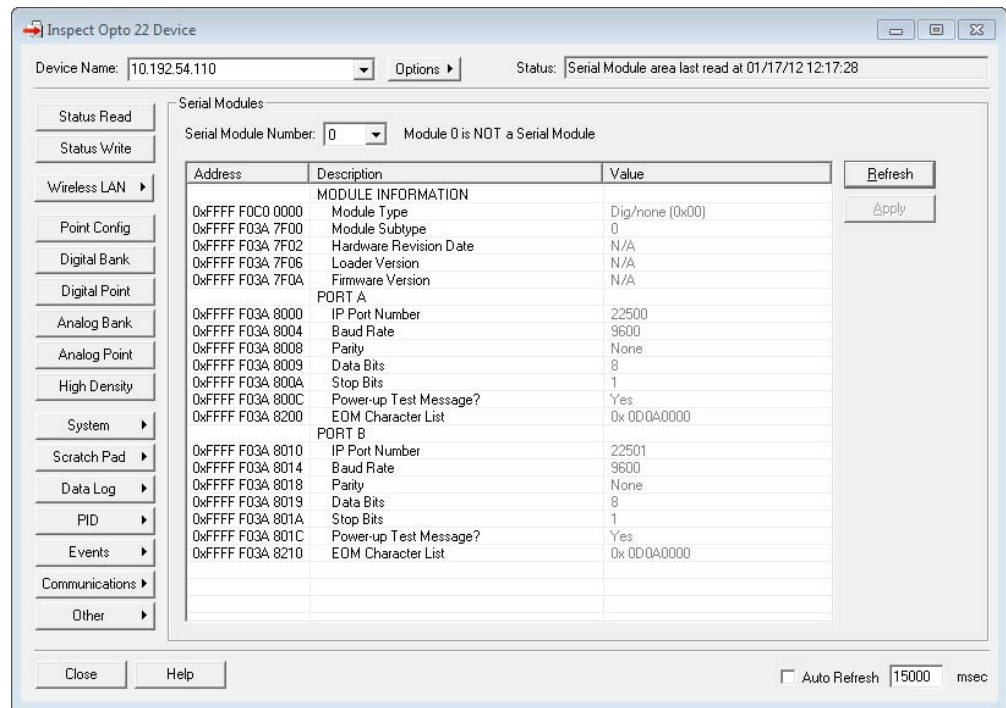 Inspect Opto 22 Device
Device Name: 10.192.54.110 Options Status: Serial Module area last read at 01/17/12 12:17:28
Status Read
Status Write
Wireless LAN
Point Config
Digital Bank
Digital Point
Analog Bank
Analog Point
High Density
System
Scratch Pad
Data Log
PID
Events
Communications
Other
Serial Modules
Serial Module Number: 0 Module 0 is NOT a Serial Module
Address Description Value
MODULE INFORMATION
0xFFFF F0C0 0000 Module Type Dig/none (0x00)
0xFFFF F03A 7F00 Module Subtype 0
0xFFFF F03A 7F02 Hardware Revision Date N/A
0xFFFF F03A 7F06 Loader Version N/A
0xFFFF F03A 7F0A Firmware Version N/A
PORT A
0xFFFF F03A 8000 IP Port Number 22500
0xFFFF F03A 8004 Baud Rate 9600
0xFFFF F03A 8008 Parity None
0xFFFF F03A 8009 Data Bits 8
0xFFFF F03A 800A Stop Bits 1
0xFFFF F03A 800C Power-up Test Message? Yes
0xFFFF F03A 8200 EOM Character List 0x 0D0A0000
PORT B
0xFFFF F03A 8010 IP Port Number 22501
0xFFFF F03A 8014 Baud Rate 9600
0xFFFF F03A 8018 Parity None
0xFFFF F03A 8019 Data Bits 8
0xFFFF F03A 801A Stop Bits 1
0xFFFF F03A 801C Power-up Test Message? Yes
0xFFFF F03A 8210 EOM Character List 0x 0D0A0000
Refresh
Apply
Close Help Auto Refresh 15000 msec